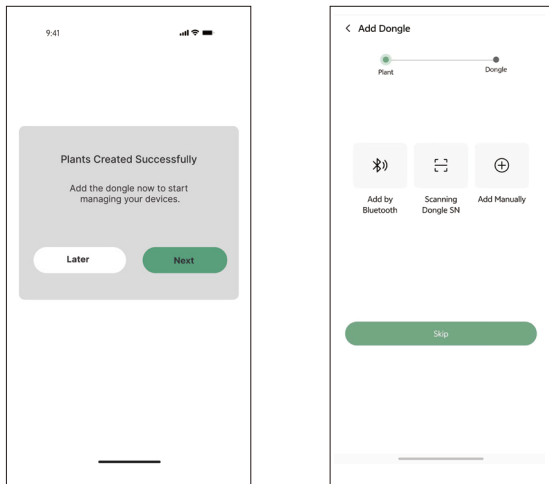 9:41
Plants Created Successfully
Add the dongle now to start
managing your devices.
Later
Next
Add Dongle
Plant
Dongle
Add by
Bluetooth
Scanning
Dongle SN
Add Manually
Skip